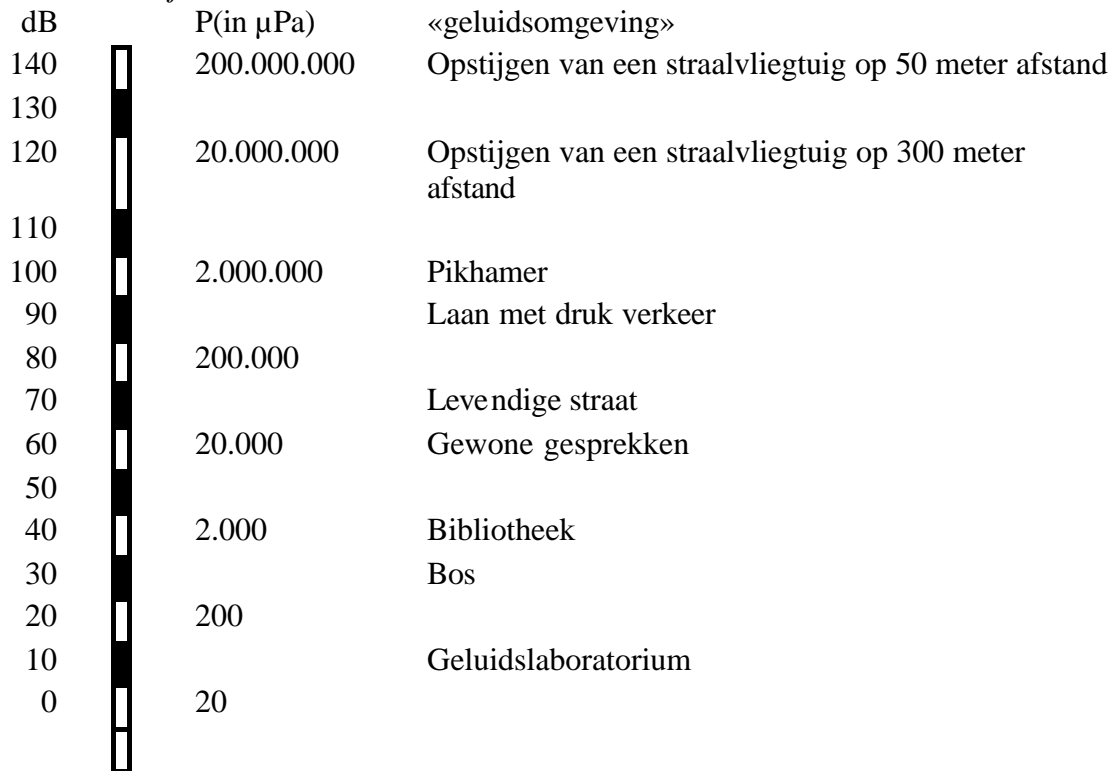 dB P(in µPa) «geluidsomgeving»
140 200.000.000 Opstijgen van een straalvliegtuig op 50 meter afstand
130
120 20.000.000 Opstijgen van een straalvliegtuig op 300 meter
afstand
110
100 2.000.000 Pikhamer
90 Laan met druk verkeer
80 200.000
70 Levendige straat
60 20.000 Gewone gesprekken
50
40 2.000 Bibliotheek
30 Bos
20 200
10 Geluidslaboratorium
0 20